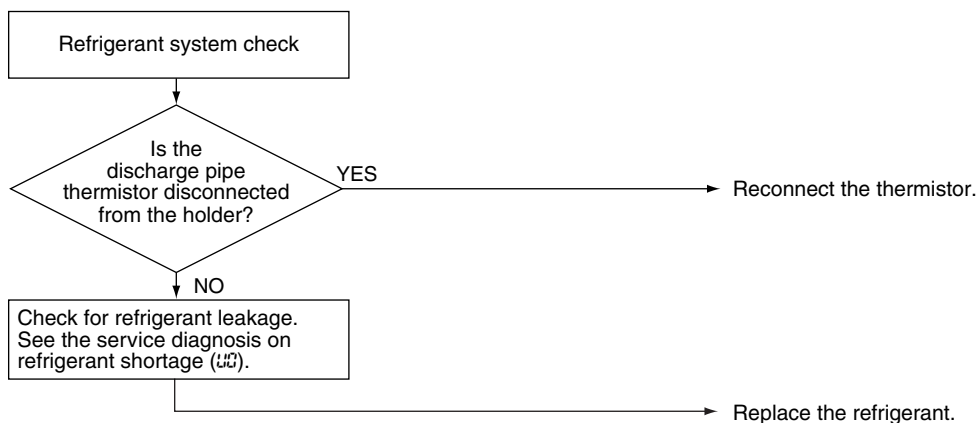 Refrigerant system check
Is the
discharge pipe
thermistor disconnected
from the holder?
YES
Reconnect the thermistor.
NO
Check for refrigerant leakage.
See the service diagnosis on
refrigerant shortage (U0).
Replace the refrigerant.